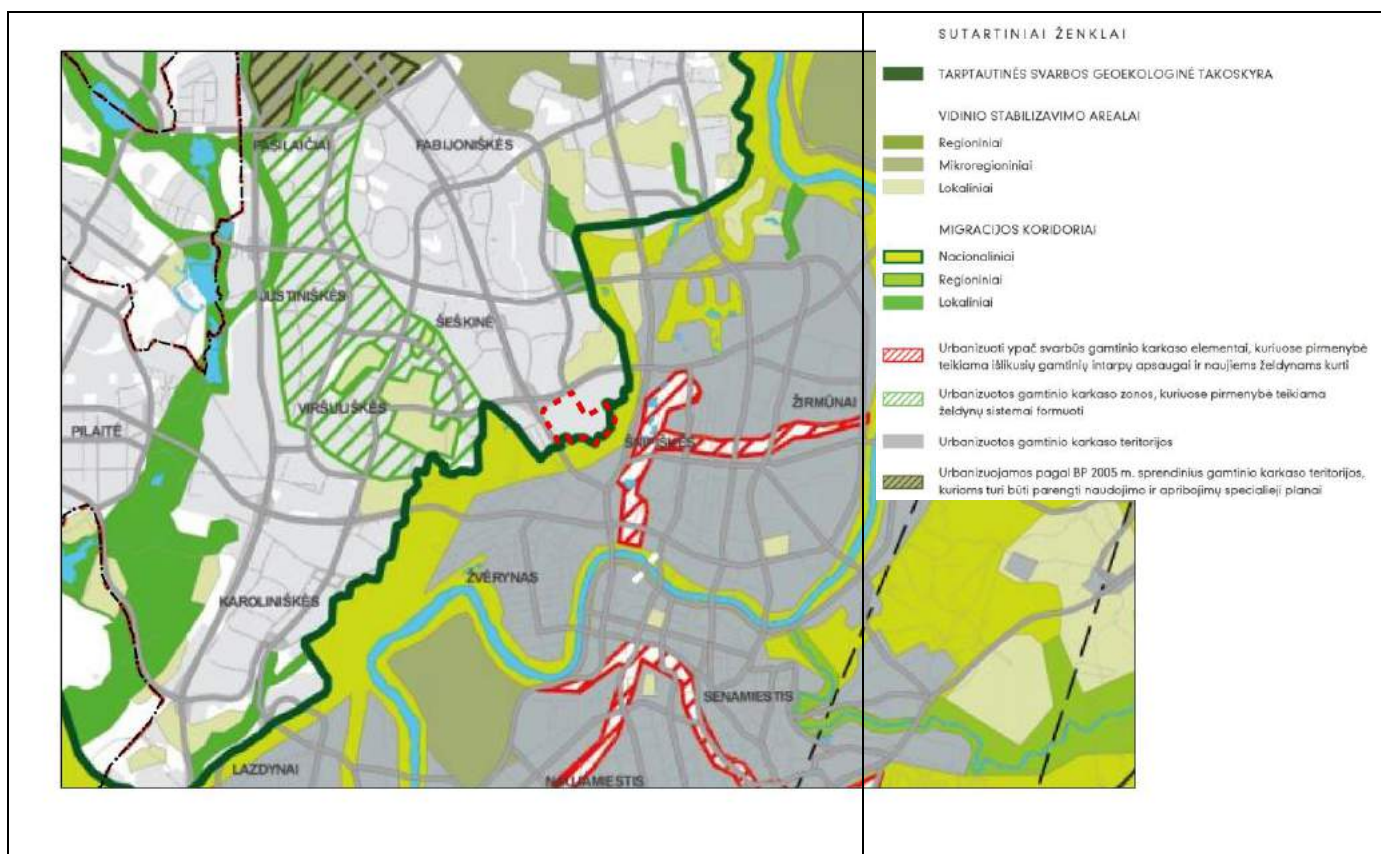 SUTARTINIAI ŽENKLAI
TARPTAUTINĖS SVARBOS GEOEKOLOGINĖ TAKOSKYRA
VIDINIO STABILIZAVIMO AREALAI
Regioniniai
Mikroregioniniai
Lokaliniai
MIGRACIJOS KORIDORIAI
Nacionaliniai
Regioniniai
Lokaliniai
Urbanizuoti ypač svarbūs gamtinio karkaso elementai, kuriuose pirmenybė
teikiama išlikusių gamtinių intarpų apsaugai ir naujiems želdynams kurti
Urbanizuotos gamtinio karkaso zonos, kuriuose pirmenybė teikiama
želdynų sistemai formuoti
Urbanizuotos gamtinio karkaso teritorijos
Urbanizuojamos pagal BP 2005 m. sprendinius gamtinio karkaso teritorijos,
kurioms turi būti parengti naudojimo ir apribojimų specialieji planai
PAŠILAIČIAI
FABIJONIŠKĖS
JUSTINIŠKĖS
ŠEŠKINĖ
VIRŠULIŠKĖS
PILAITĖ
ŽIRMŪNAI
ŠNIPIŠKĖS
ŽVĖRYNAS
KAROLINIŠKĖS
SENAMIESTIS
LAZDYNAI
NAUJAMIESTIS